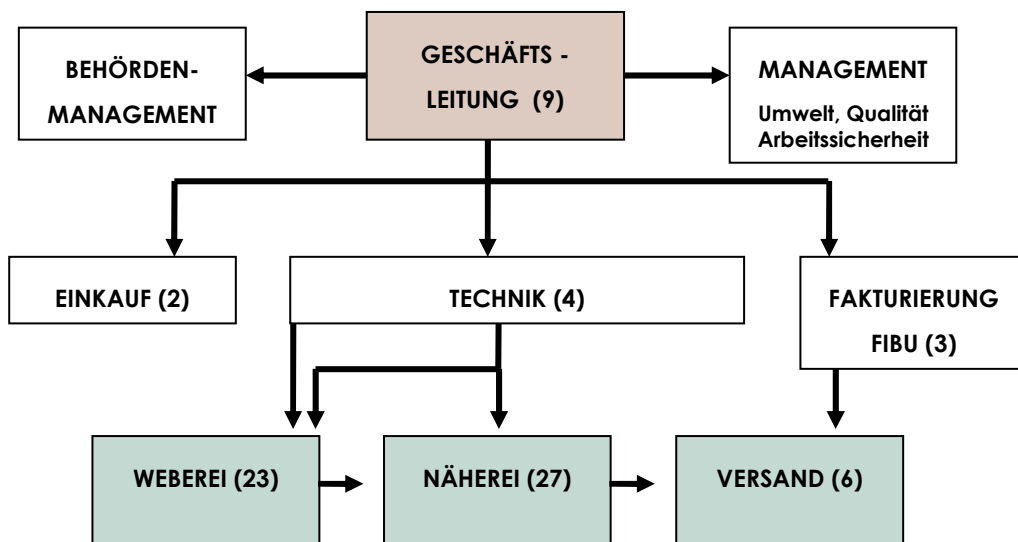 BEHÖRDEN-
MANAGEMENT
GESCHÄFTS -
LEITUNG (9)
MANAGEMENT
Umwelt, Qualität
Arbeitssicherheit
EINKAUF (2)
TECHNIK (4)
FAKTURIERUNG
FIBU (3)
WEBEREI (23)
NÄHEREI (27)
VERSAND (6)